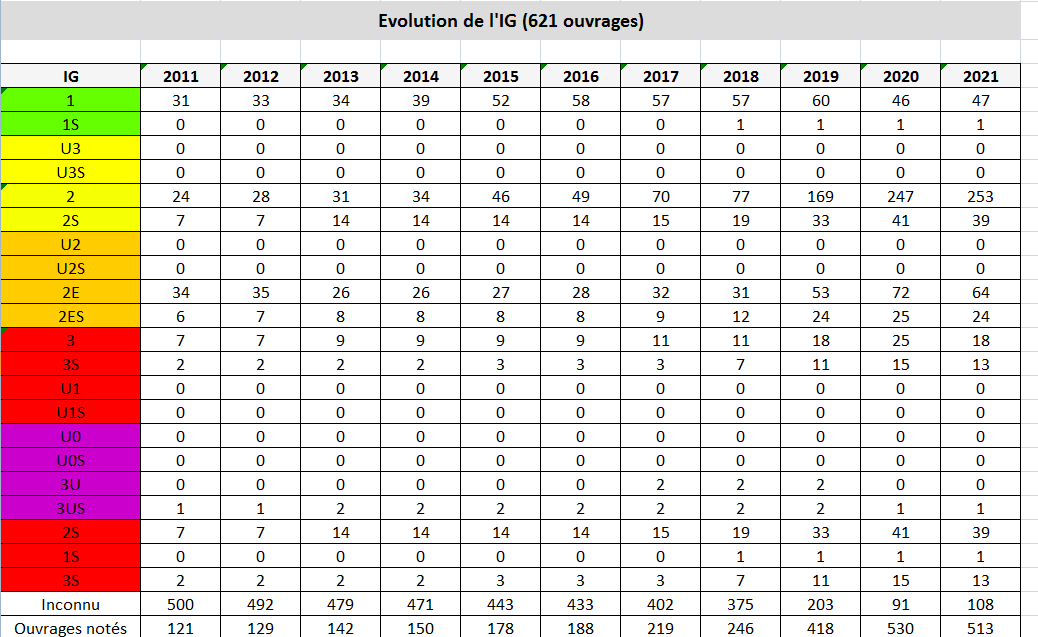 Evolution de l'IG (621 ouvrages)
IG 2011 2012 2013 2014 2015 2016 2017 2018 2019 2020 2021
1 31 33 34 39 52 58 57 57 60 46 47
1S 0 0 0 0 0 0 0 1 1 1 1
U3 0 0 0 0 0 0 0 0 0 0 0
U3S 0 0 0 0 0 0 0 0 0 0 0
2 24 28 31 34 46 49 70 77 169 247 253
2S 7 7 14 14 14 14 15 19 33 41 39
U2 0 0 0 0 0 0 0 0 0 0 0
U2S 0 0 0 0 0 0 0 0 0 0 0
2E 34 35 26 26 27 28 32 31 53 72 64
2ES 6 7 8 8 8 8 9 12 24 25 24
3 7 7 9 9 9 9 11 11 18 25 18
3S 2 2 2 2 3 3 3 7 11 15 13
U1 0 0 0 0 0 0 0 0 0 0 0
U1S 0 0 0 0 0 0 0 0 0 0 0
U0 0 0 0 0 0 0 0 0 0 0 0
U0S 0 0 0 0 0 0 0 0 0 0 0
3U 0 0 0 0 0 0 2 2 2 0 0
3US 1 1 2 2 2 2 2 2 2 1 1
2S 7 7 14 14 14 14 15 19 33 41 39
1S 0 0 0 0 0 0 0 1 1 1 1
3S 2 2 2 2 3 3 3 7 11 15 13
Inconnu 500 492 479 471 443 433 402 375 203 91 108
Ouvrages notés 121 129 142 150 178 188 219 246 418 530 513